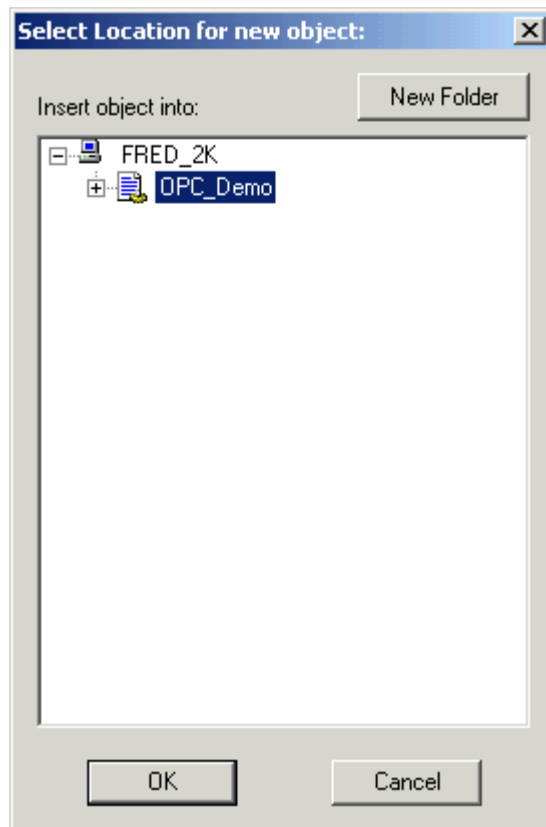 Select Location for new object:
New Folder
Insert object into:
FRED_2K
OPC_Demo
OK
Cancel